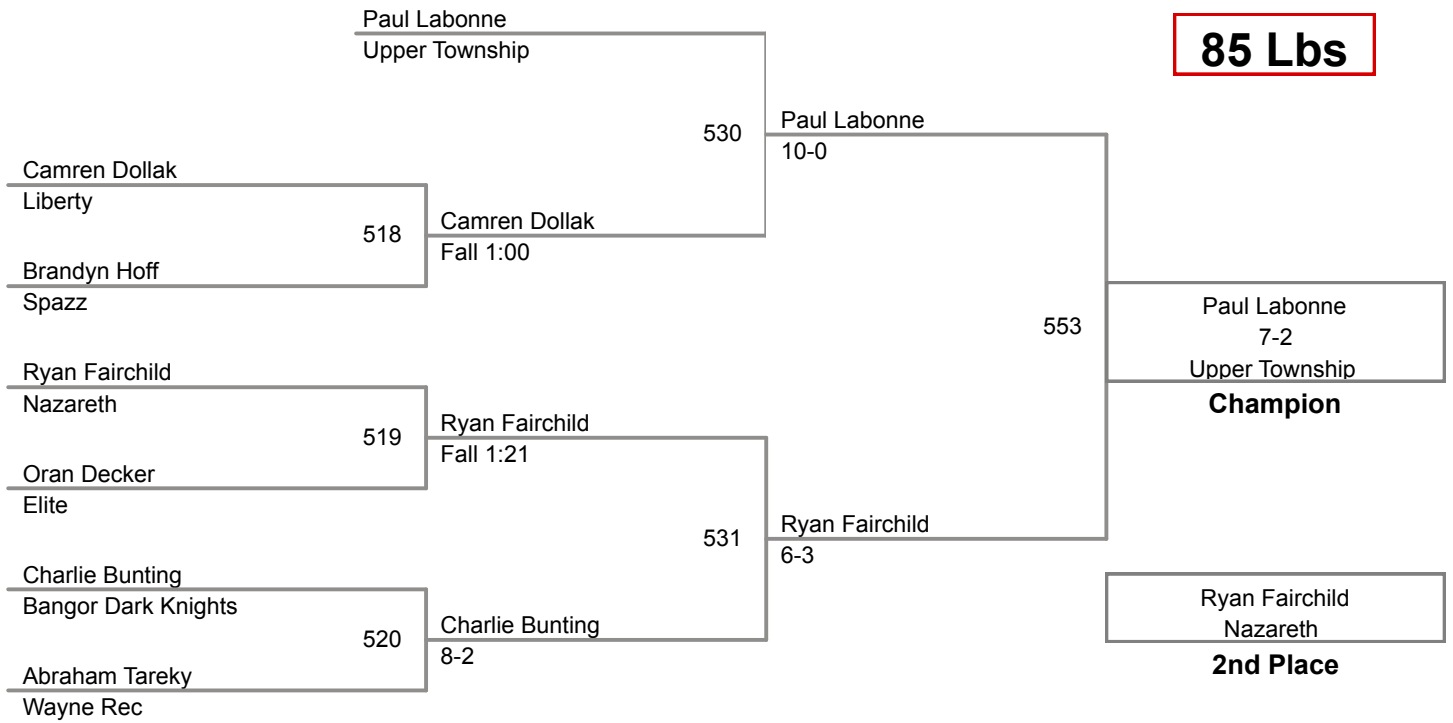 Paul Labonne
Upper Township
85 Lbs
530
Paul Labonne
10-0
Camren Dollak
Liberty
518
Camren Dollak
Fall 1:00
Brandyn Hoff
Spazz
553
Paul Labonne
7-2
Upper Township
Champion
Ryan Fairchild
Nazareth
519
Ryan Fairchild
Fall 1:21
Oran Decker
Elite
531
Ryan Fairchild
6-3
Charlie Bunting
Bangor Dark Knights
520
Charlie Bunting
8-2
Abraham Tareky
Wayne Rec
Ryan Fairchild
Nazareth
2nd Place